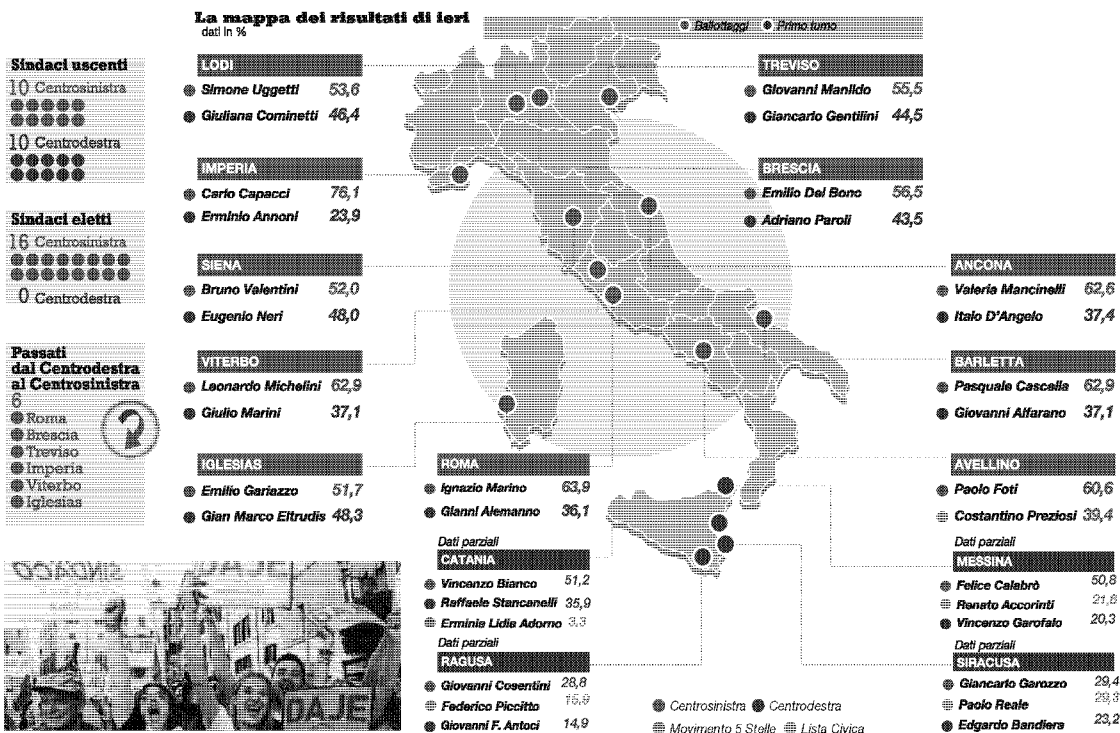 La mappa dei risultati di ieri
dati in %
Ballottaggi Primo turno
Sindaci uscenti
10 Centrosinistra
10 Centrodestra
Sindaci eletti
16 Centrosinistra
0 Centrodestra
Passati
dal Centrodestra
al Centrosinistra
6
Roma
Brescia
Treviso
Imperia
Viterbo
Iglesias
LODI
Simone Uggetti 53,6
Giuliana Cominetti 46,4
IMPERIA
Carlo Capacci 76,1
Erminio Annoni 23,9
SIENA
Bruno Valentini 52,0
Eugenio Neri 48,0
VITERBO
Leonardo Michelini 62,9
Giulio Marini 37,1
IGLESIAS
Emilio Gariazzo 51,7
Gian Marco Eltrudis 48,3
TREVISO
Giovanni Manildo 55,5
Giancarlo Gentilini 44,5
BRESCIA
Emilio Del Bono 56,5
Adriano Paroli 43,5
ANCONA
Valeria Mancinelli 62,6
Italo D'Angelo 37,4
BARLETTA
Pasquale Cascella 62,9
Giovanni Alfarano 37,1
AVELLINO
Paolo Foti 60,6
Costantino Preziosi 39,4
ROMA
Ignazio Marino 63,9
Gianni Alemanno 36,1
Dati parziali
CATANIA
Vincenzo Bianco 51,2
Raffaele Stancanelli 35,9
Erminia Lidia Adorno 3,3
Dati parziali
RAGUSA
Giovanni Cosentini 28,8
Federico Piccitto
Giovanni F. Antoci 14,9
Dati parziali
MESSINA
Felice Calabrò 50,8
Renato Accorinti
Vincenzo Garofalo 20,3
Dati parziali
SIRACUSA
Giancarlo Garozzo 29,4
Paolo Reale
Edgardo Bandiera 23,2
Centrosinistra Centrodestra
Movimento 5 Stelle Lista Civica
DAJE
SINDACO
DAJE